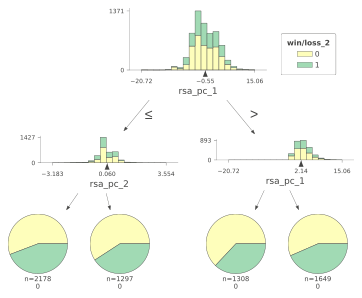 1371
win/loss_2
0
1
0
−20.72
−0.55
15.06
rsa_pc_1
≤
>
1427
893
0
0
−3.183
0.060
3.554
−20.72
2.14
15.06
rsa_pc_2
rsa_pc_1
n=2178
0
n=1297
0
n=1308
0
n=1649
0